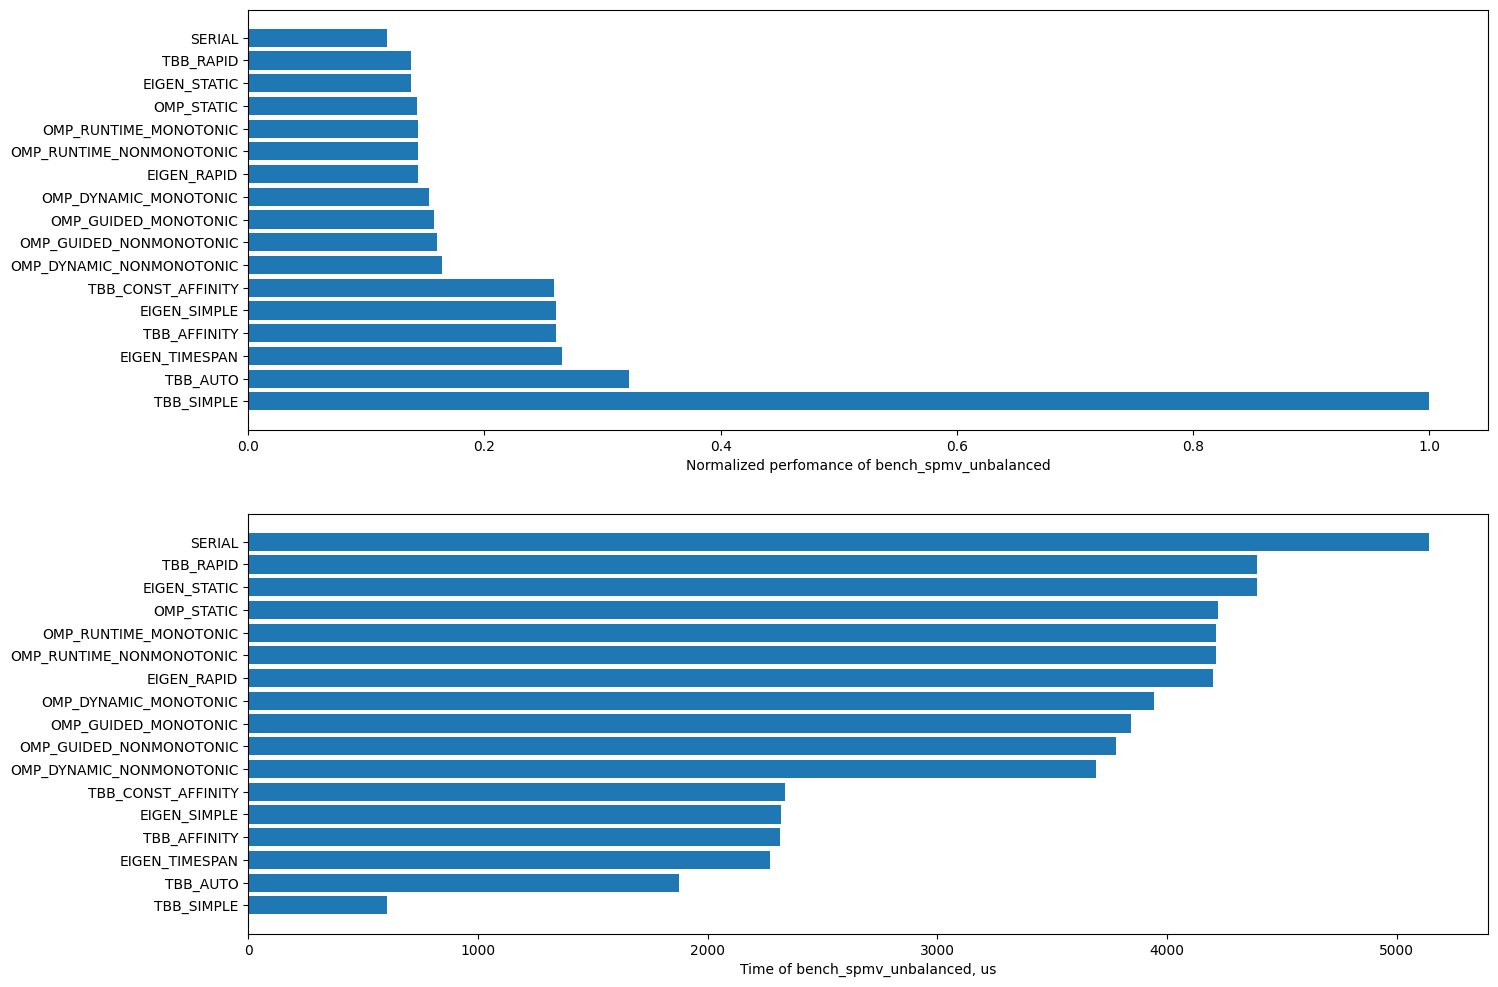 SERIAL
TBB_RAPID
EIGEN_STATIC
OMP_STATIC
OMP_RUNTIME_MONOTONIC
OMP_RUNTIME_NONMONOTONIC
EIGEN_RAPID
OMP_DYNAMIC_MONOTONIC
OMP_GUIDED_MONOTONIC
OMP_GUIDED_NONMONOTONIC
OMP_DYNAMIC_NONMONOTONIC
TBB_CONST_AFFINITY
EIGEN_SIMPLE
TBB_AFFINITY
EIGEN_TIMESPAN
TBB_AUTO
TBB_SIMPLE
0.0 0.2 0.4 0.6 0.8 1.0
Normalized perfomance of bench_spmv_unbalanced
SERIAL
TBB_RAPID
EIGEN_STATIC
OMP_STATIC
OMP_RUNTIME_MONOTONIC
OMP_RUNTIME_NONMONOTONIC
EIGEN_RAPID
OMP_DYNAMIC_MONOTONIC
OMP_GUIDED_MONOTONIC
OMP_GUIDED_NONMONOTONIC
OMP_DYNAMIC_NONMONOTONIC
TBB_CONST_AFFINITY
EIGEN_SIMPLE
TBB_AFFINITY
EIGEN_TIMESPAN
TBB_AUTO
TBB_SIMPLE
0 1000 2000 3000 4000 5000
Time of bench_spmv_unbalanced, us